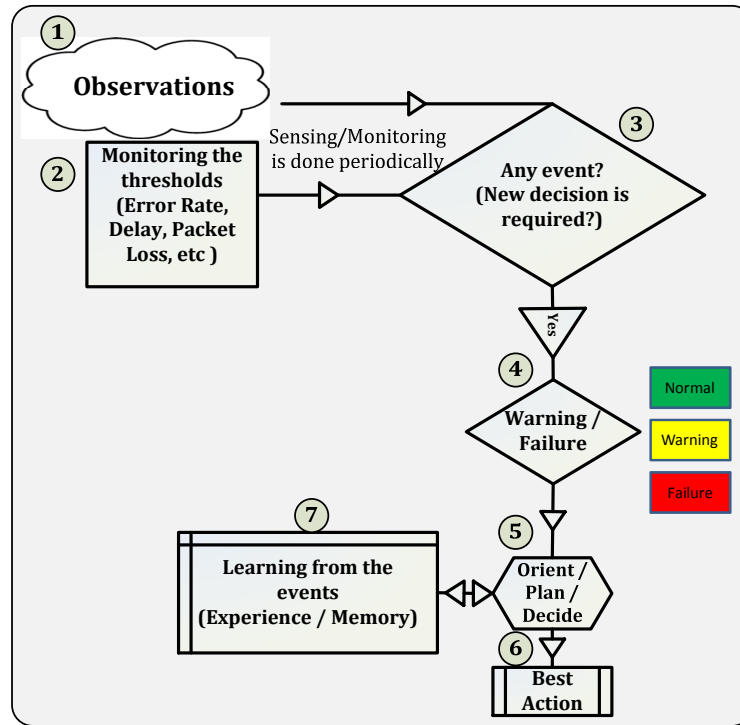 1
Observations
2
Monitoring the
thresholds
(Error Rate,
Delay, Packet
Loss, etc )
Sensing/Monitoring
is done periodically
3
Any event?
(New decision is
required?)
Yes
4
Warning /
Failure
Normal
Warning
Failure
5
Orient /
Plan /
Decide
7
Learning from the
events
(Experience / Memory)
6
Best
Action